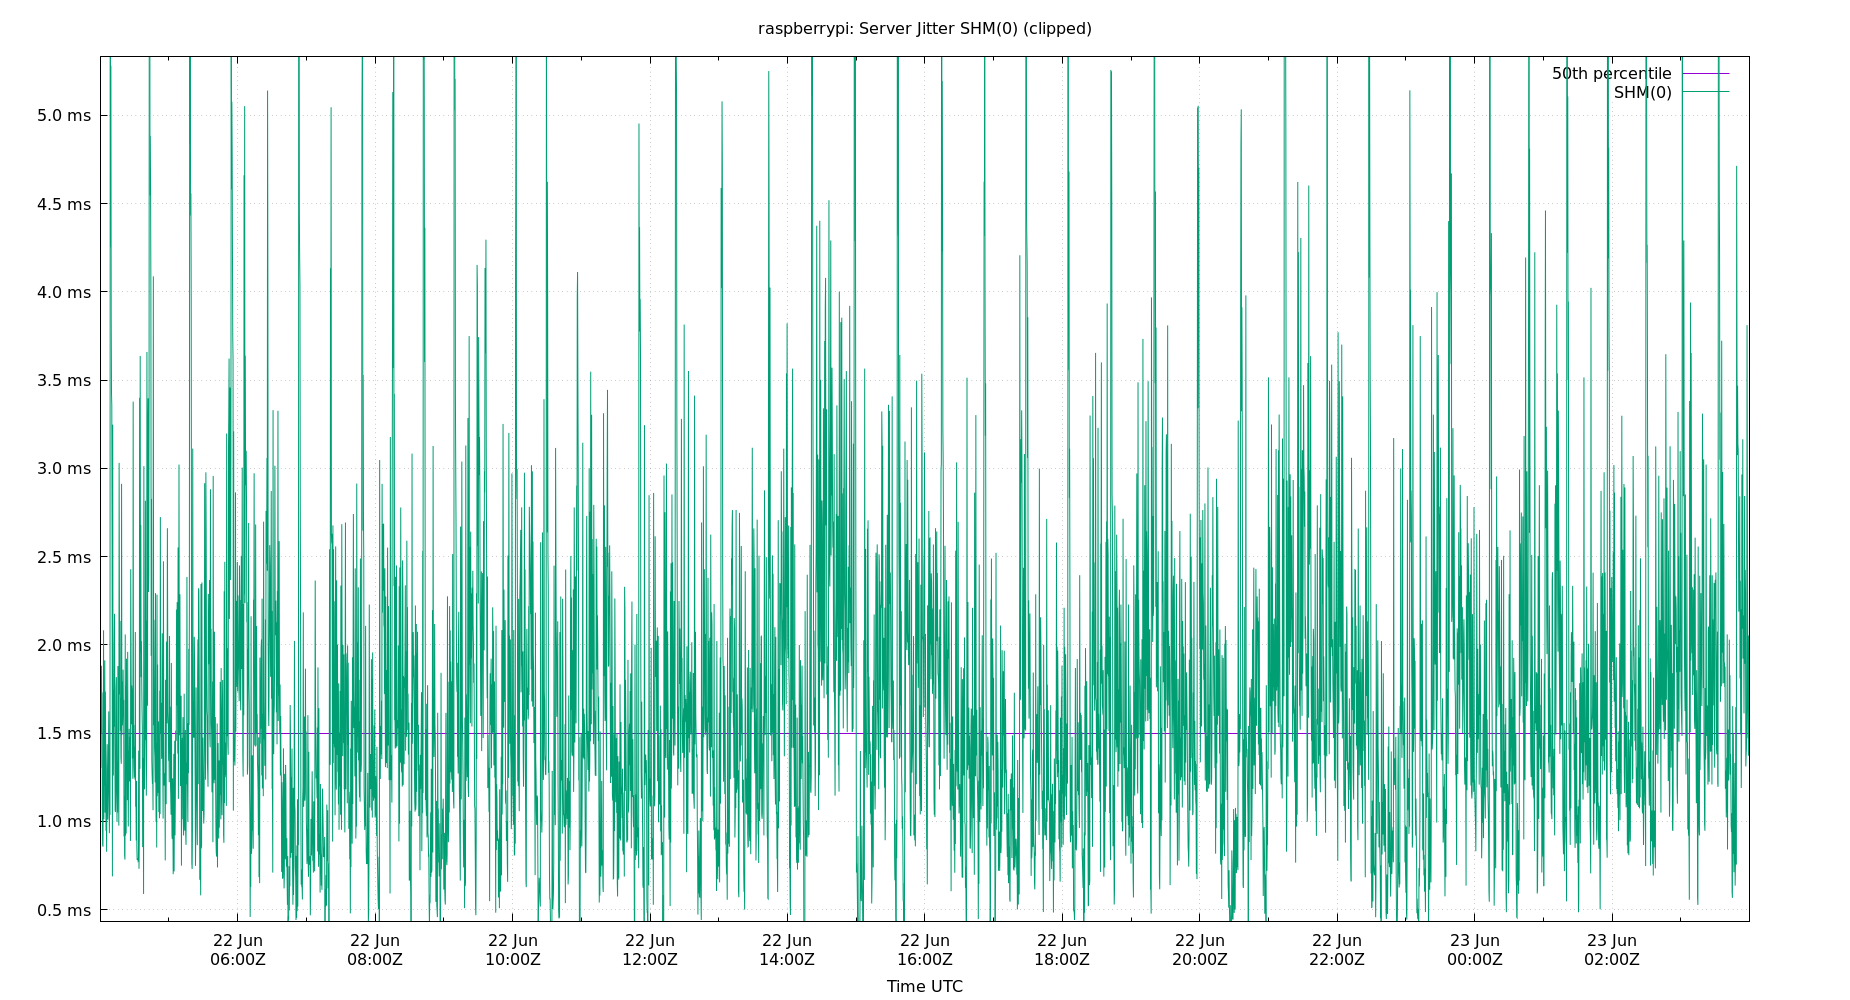 raspberrypi: Server Jitter SHM(0) (clipped)
50th percentile
SHM(0)
5.0 ms
4.5 ms
4.0 ms
3.5 ms
3.0 ms
2.5 ms
2.0 ms
1.5 ms
1.0 ms
0.5 ms
22 Jun 22 Jun 22 Jun 22 Jun 22 Jun 22 Jun 22 Jun 22 Jun 22 Jun 23 Jun 23 Jun
06:00Z 08:00Z 10:00Z 12:00Z 14:00Z 16:00Z 18:00Z 20:00Z 22:00Z 00:00Z 02:00Z
Time UTC